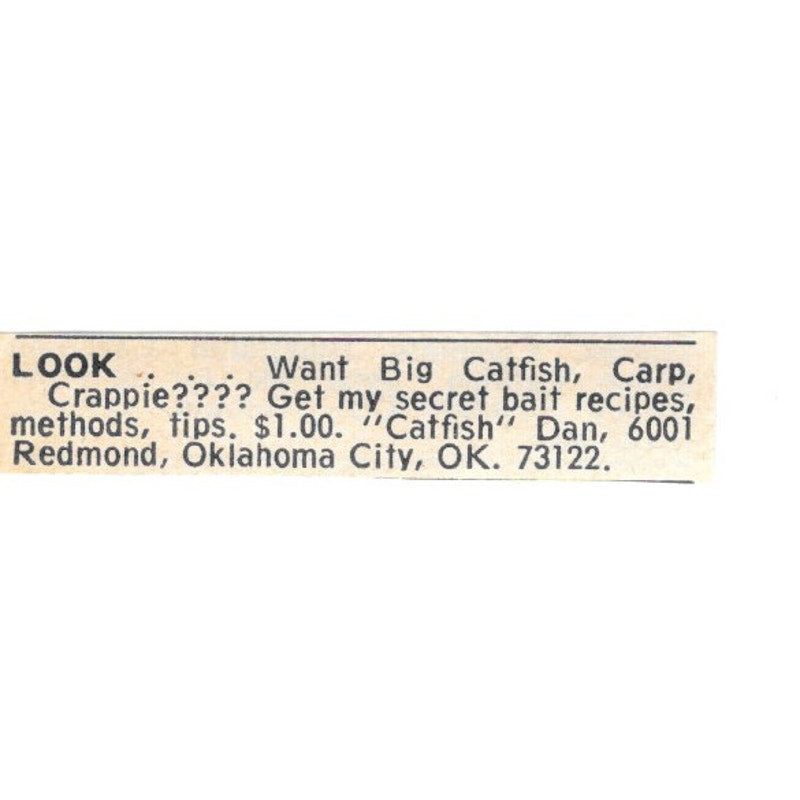 LOOK . . . Want Big Catfish, Carp,
Crappie???? Get my secret bait recipes,
methods, tips. $1.00. "Catfish" Dan, 6001
Redmond, Oklahoma City, OK. 73122.